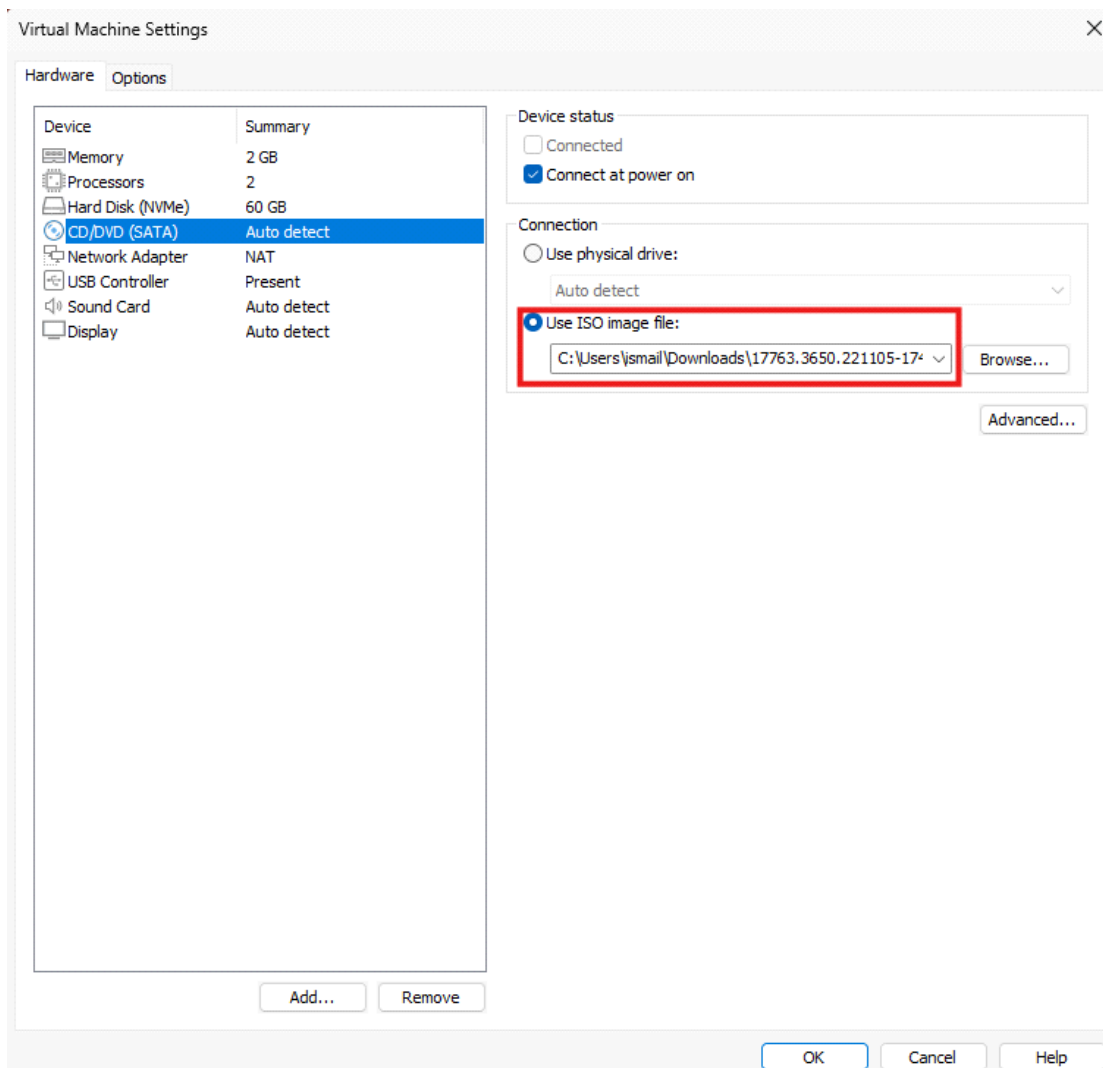 Virtual Machine Settings
Hardware Options
Device Summary
Memory 2 GB
Processors 2
Hard Disk (NVMe) 60 GB
CD/DVD (SATA) Auto detect
Network Adapter NAT
USB Controller Present
Sound Card Auto detect
Display Auto detect
Add... Remove
Device status
Connected
Connect at power on
Connection
Use physical drive:
Auto detect
Use ISO image file:
C:\Users\ismail\Downloads\17763.3650.221105-174 Browse...
Advanced...
OK Cancel Help